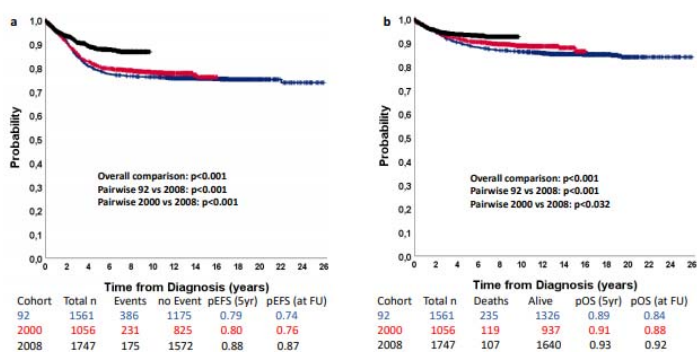 a
1,0
0,9
0,8
0,7
0,6
0,5
0,4
0,3
0,2
0,1
0,0
Probability
Overall comparison: p<0.001
Pairwise 92 vs 2008: p<0.001
Pairwise 2000 vs 2008: p<0.001
0 2 4 6 8 10 12 14 16 18 20 22 24 26
Time from Diagnosis (years)
Cohort Total n Events no Event pEFS (5yr) pEFS (at FU)
92 1561 386 1175 0.79 0.74
2000 1056 231 825 0.80 0.76
2008 1747 175 1572 0.88 0.87
b
1,0
0,9
0,8
0,7
0,6
0,5
0,4
0,3
0,2
0,1
0,0
Probability
Overall comparison: p<0.001
Pairwise 92 vs 2008: p<0.001
Pairwise 2000 vs 2008: p<0.032
0 2 4 6 8 10 12 14 16 18 20 22 24 26
Time from Diagnosis (years)
Cohort Total n Deaths Alive pOS (5yr) pOS (at FU)
92 1561 235 1326 0.89 0.84
2000 1056 119 937 0.91 0.88
2008 1747 107 1640 0.93 0.92